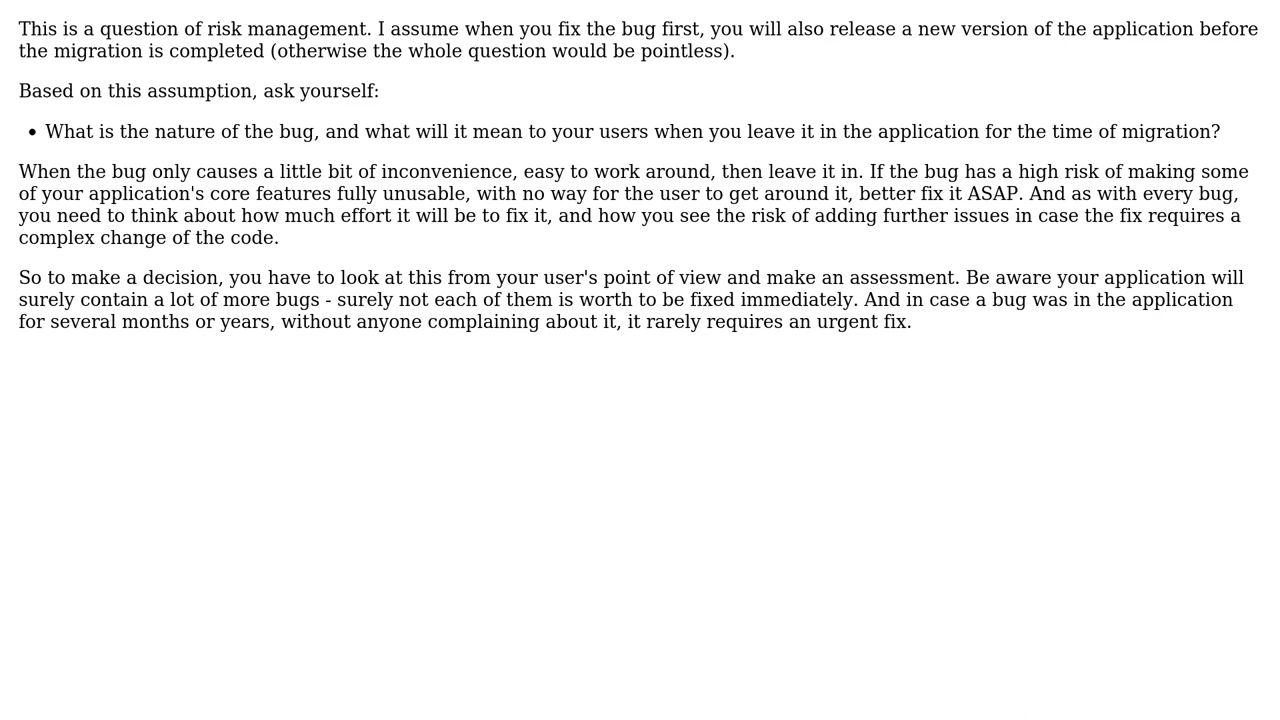 This is a question of risk management. I assume when you fix the bug first, you will also release a new version of the application before
the migration is completed (otherwise the whole question would be pointless).
Based on this assumption, ask yourself:
• What is the nature of the bug, and what will it mean to your users when you leave it in the application for the time of migration?
When the bug only causes a little bit of inconvenience, easy to work around, then leave it in. If the bug has a high risk of making some
of your application's core features fully unusable, with no way for the user to get around it, better fix it ASAP. And as with every bug,
you need to think about how much effort it will be to fix it, and how you see the risk of adding further issues in case the fix requires a
complex change of the code.
So to make a decision, you have to look at this from your user's point of view and make an assessment. Be aware your application will
surely contain a lot of more bugs - surely not each of them is worth to be fixed immediately. And in case a bug was in the application
for several months or years, without anyone complaining about it, it rarely requires an urgent fix.